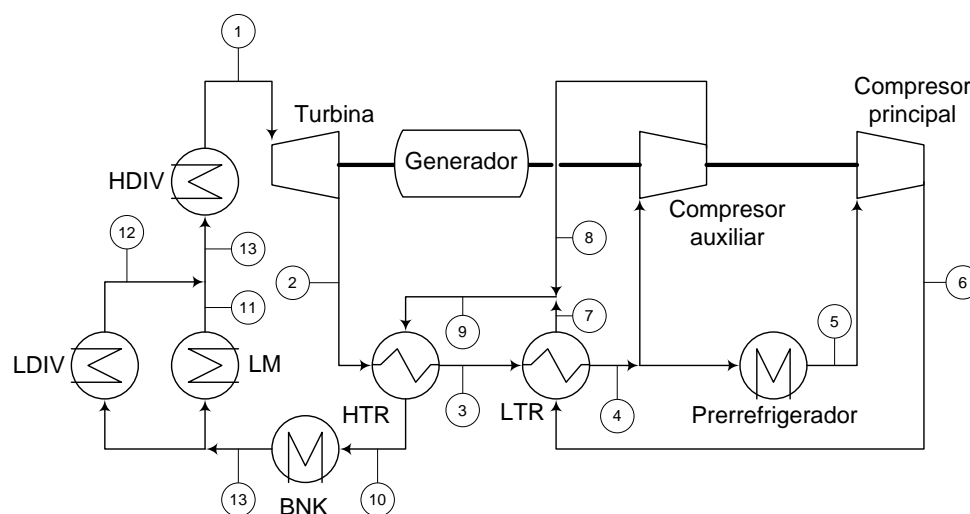 1
Compresor
principal
Turbina
Generador
HDIV
Compresor
auxiliar
12
13
8
2
6
11
7
5
9
LDIV
LM
3
4
HTR
LTR
Prerrefrigerador
13
10
BNK